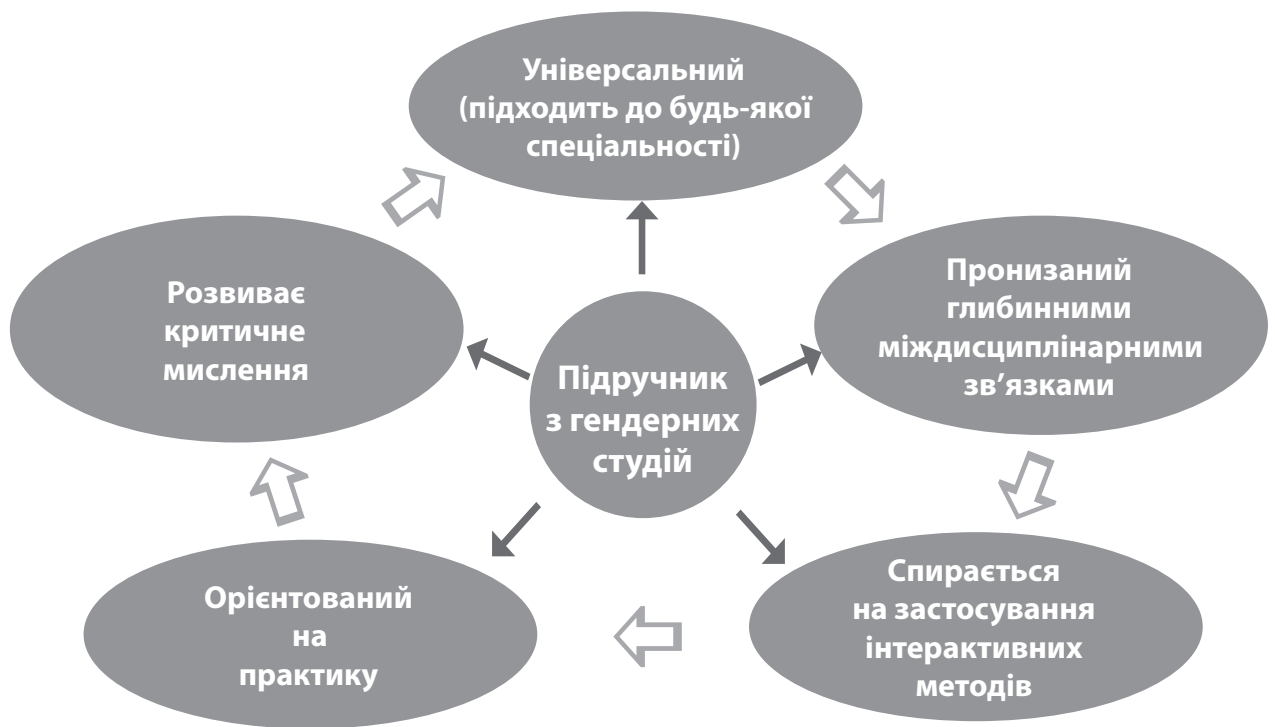 Універсальний
(підходить до будь-якої
спеціальності)
Пронизаний
глибинними
міждисциплінарними
зв’язками
Спирається
на застосування
інтерактивних
методів
Орієнтований
на
практику
Розвиває
критичне
мислення
Підручник
з гендерних
студій